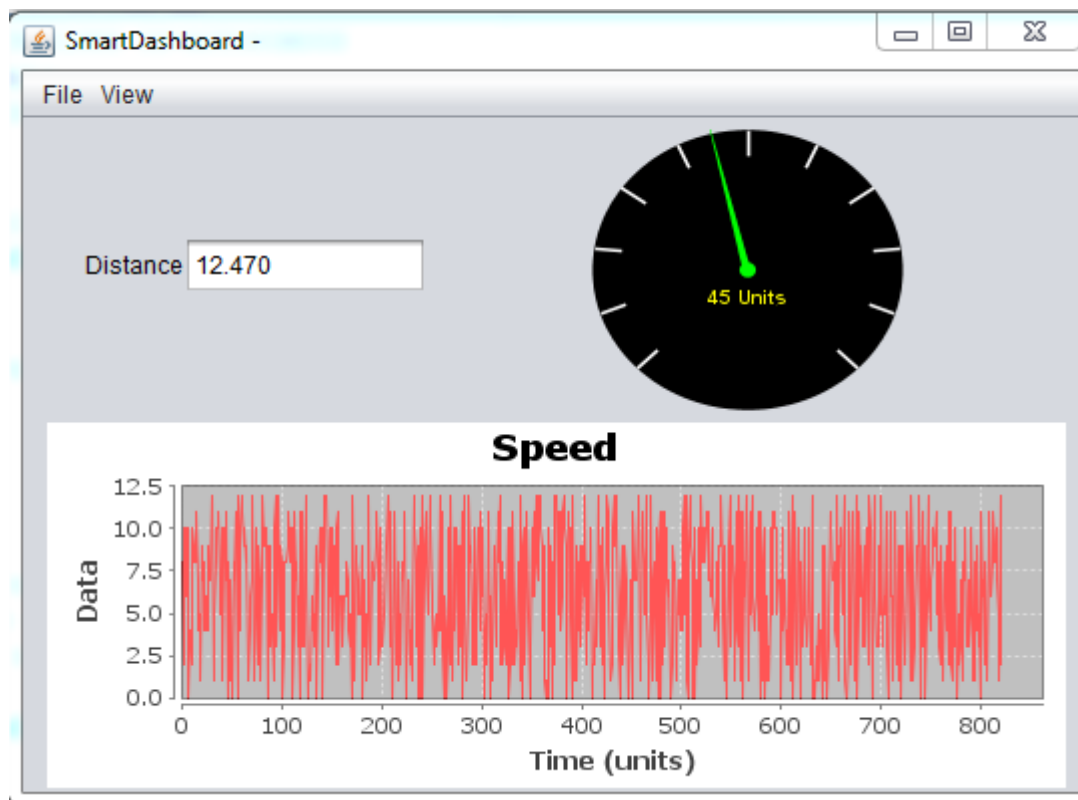 SmartDashboard -
File View
Distance 12.470
45 Units
Speed
12.5
10.0
7.5
5.0
2.5
0.0
Data
0 100 200 300 400 500 600 700 800
Time (units)